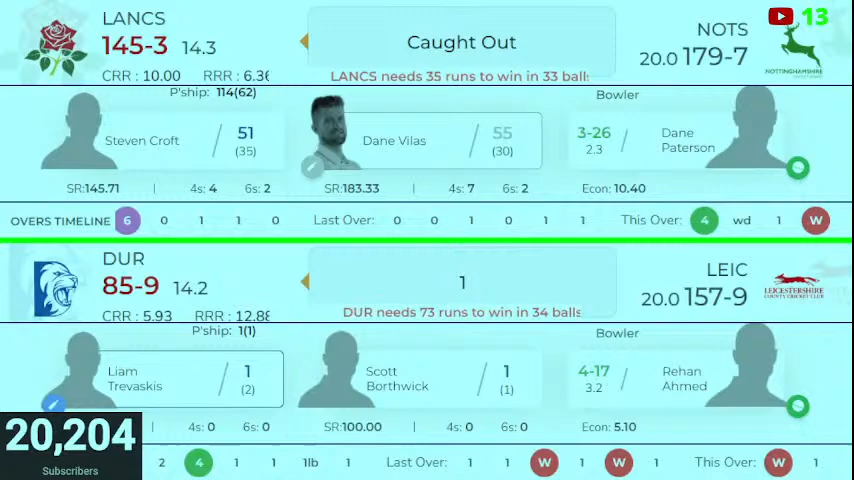 LANCS
145-3 14.3
CRR : 10.00 RRR : 6.36
Caught Out
LANCS needs 35 runs to win in 33 balls
13
NOTS
20.0 179-7
NOTTINGHAMSHIRE
P'ship: 114(62)
Bowler
Steven Croft / 51 (35)
Dane Vilas / 55 (30)
3-26 / 2.3
Dane Paterson
SR:145.71 | 4s: 4 6s: 2
SR:183.33 | 4s: 7 6s: 2
Econ: 10.40
OVERS TIMELINE 6 0 1 1 0 Last Over: 0 0 1 0 1 1 This Over: 4 wd 1 W
DUR
85-9 14.2
CRR : 5.93 RRR : 12.88
1
DUR needs 73 runs to win in 34 balls
LEIC
20.0 157-9
LEICESTERSHIRE
COUNTY CRICKET CLUB
P'ship: 1(1)
Bowler
Liam Trevaskis / 1 (2)
Scott Borthwick / 1 (1)
4-17 / 3.2
Rehan Ahmed
| 4s: 0 6s: 0
SR:100.00 | 4s: 0 6s: 0
Econ: 5.10
20,204
Subscribers
2 4 1 1 1lb 1 Last Over: 1 1 W 1 W 1 This Over: W 1